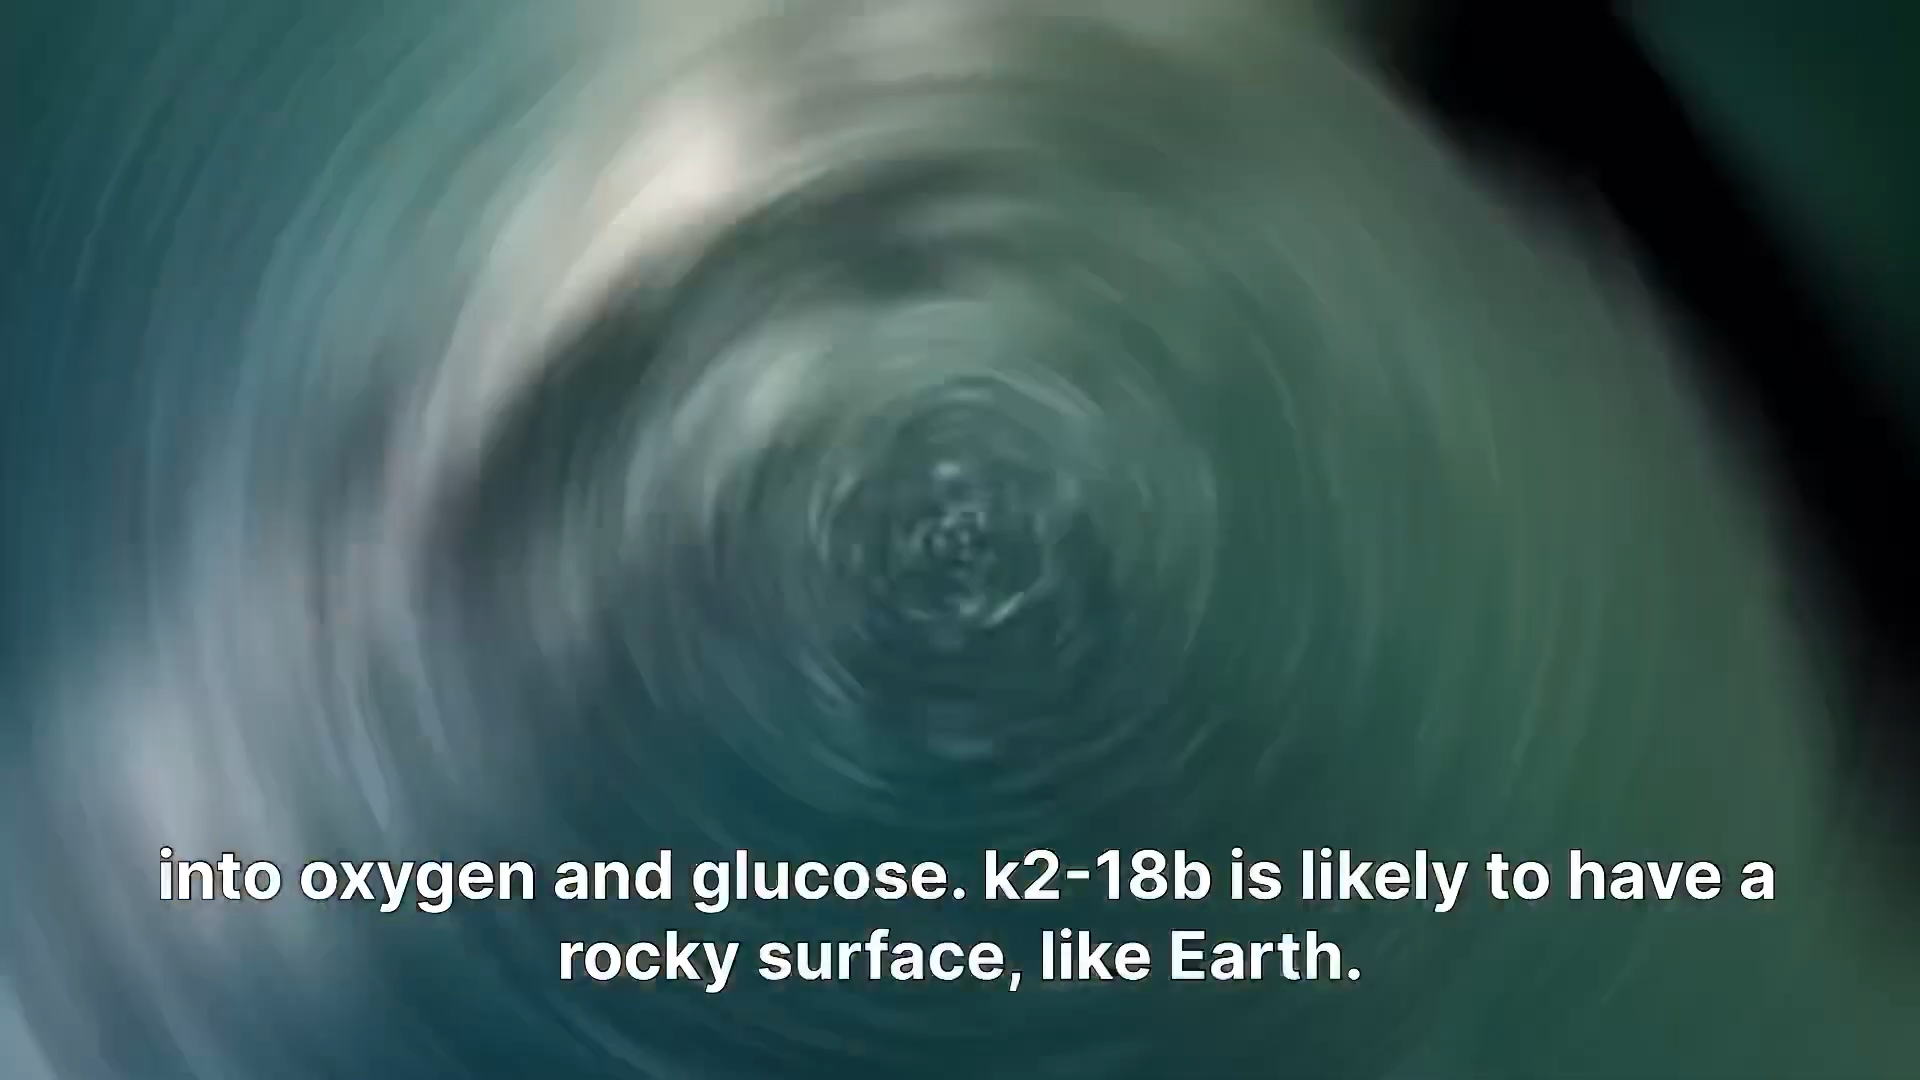 into oxygen and glucose. k2-18b is likely to have a
rocky surface, like Earth.